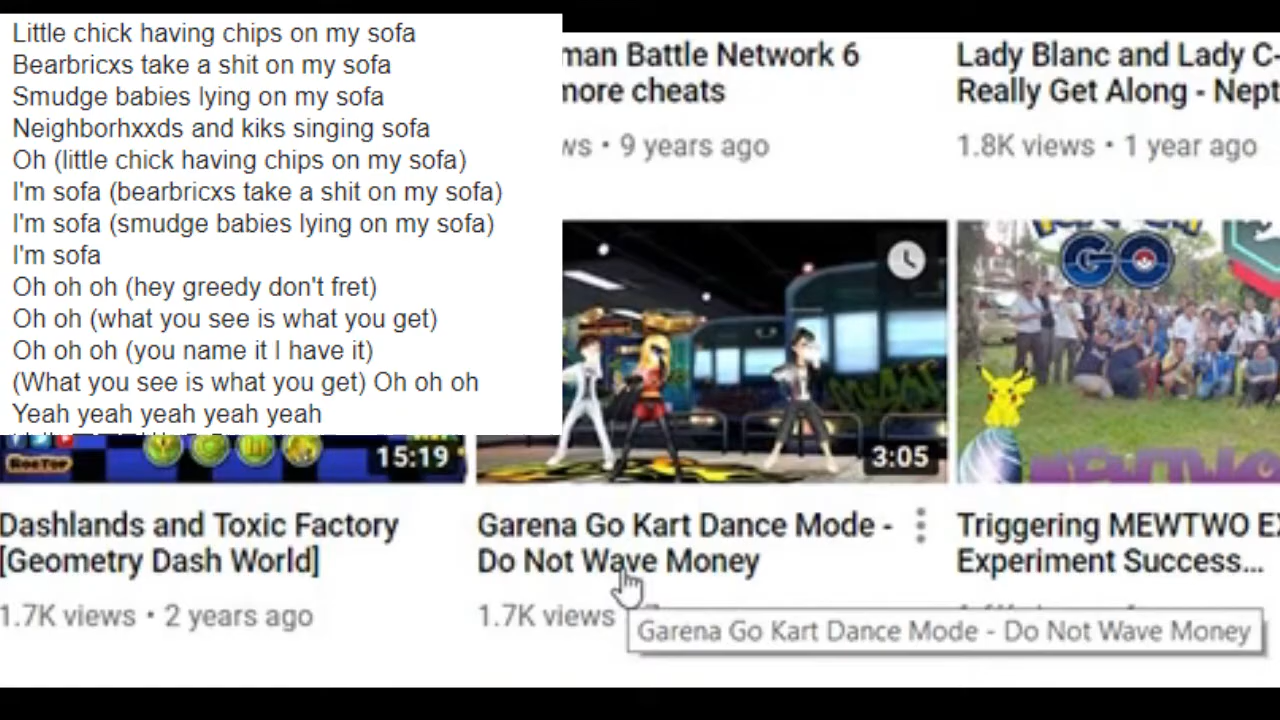 Little chick having chips on my sofa
Bearbricxs take a shit on my sofa
Smudge babies lying on my sofa
Neighborhxxds and kiks singing sofa
Oh (little chick having chips on my sofa)
I'm sofa (bearbricxs take a shit on my sofa)
I'm sofa (smudge babies lying on my sofa)
I'm sofa
Oh oh oh (hey greedy don't fret)
Oh oh (what you see is what you get)
Oh oh oh (you name it I have it)
(What you see is what you get) Oh oh oh
Yeah yeah yeah yeah yeah
man Battle Network 6
more cheats
ws • 9 years ago
Lady Blanc and Lady C-
Really Get Along - Nept
1.8K views • 1 year ago
RobTop
15:19
Dashlands and Toxic Factory
[Geometry Dash World]
1.7K views • 2 years ago
3:05
Garena Go Kart Dance Mode -
Do Not Wave Money
1.7K views
Garena Go Kart Dance Mode - Do Not Wave Money
GO
Triggering MEWTWO EX
Experiment Success...